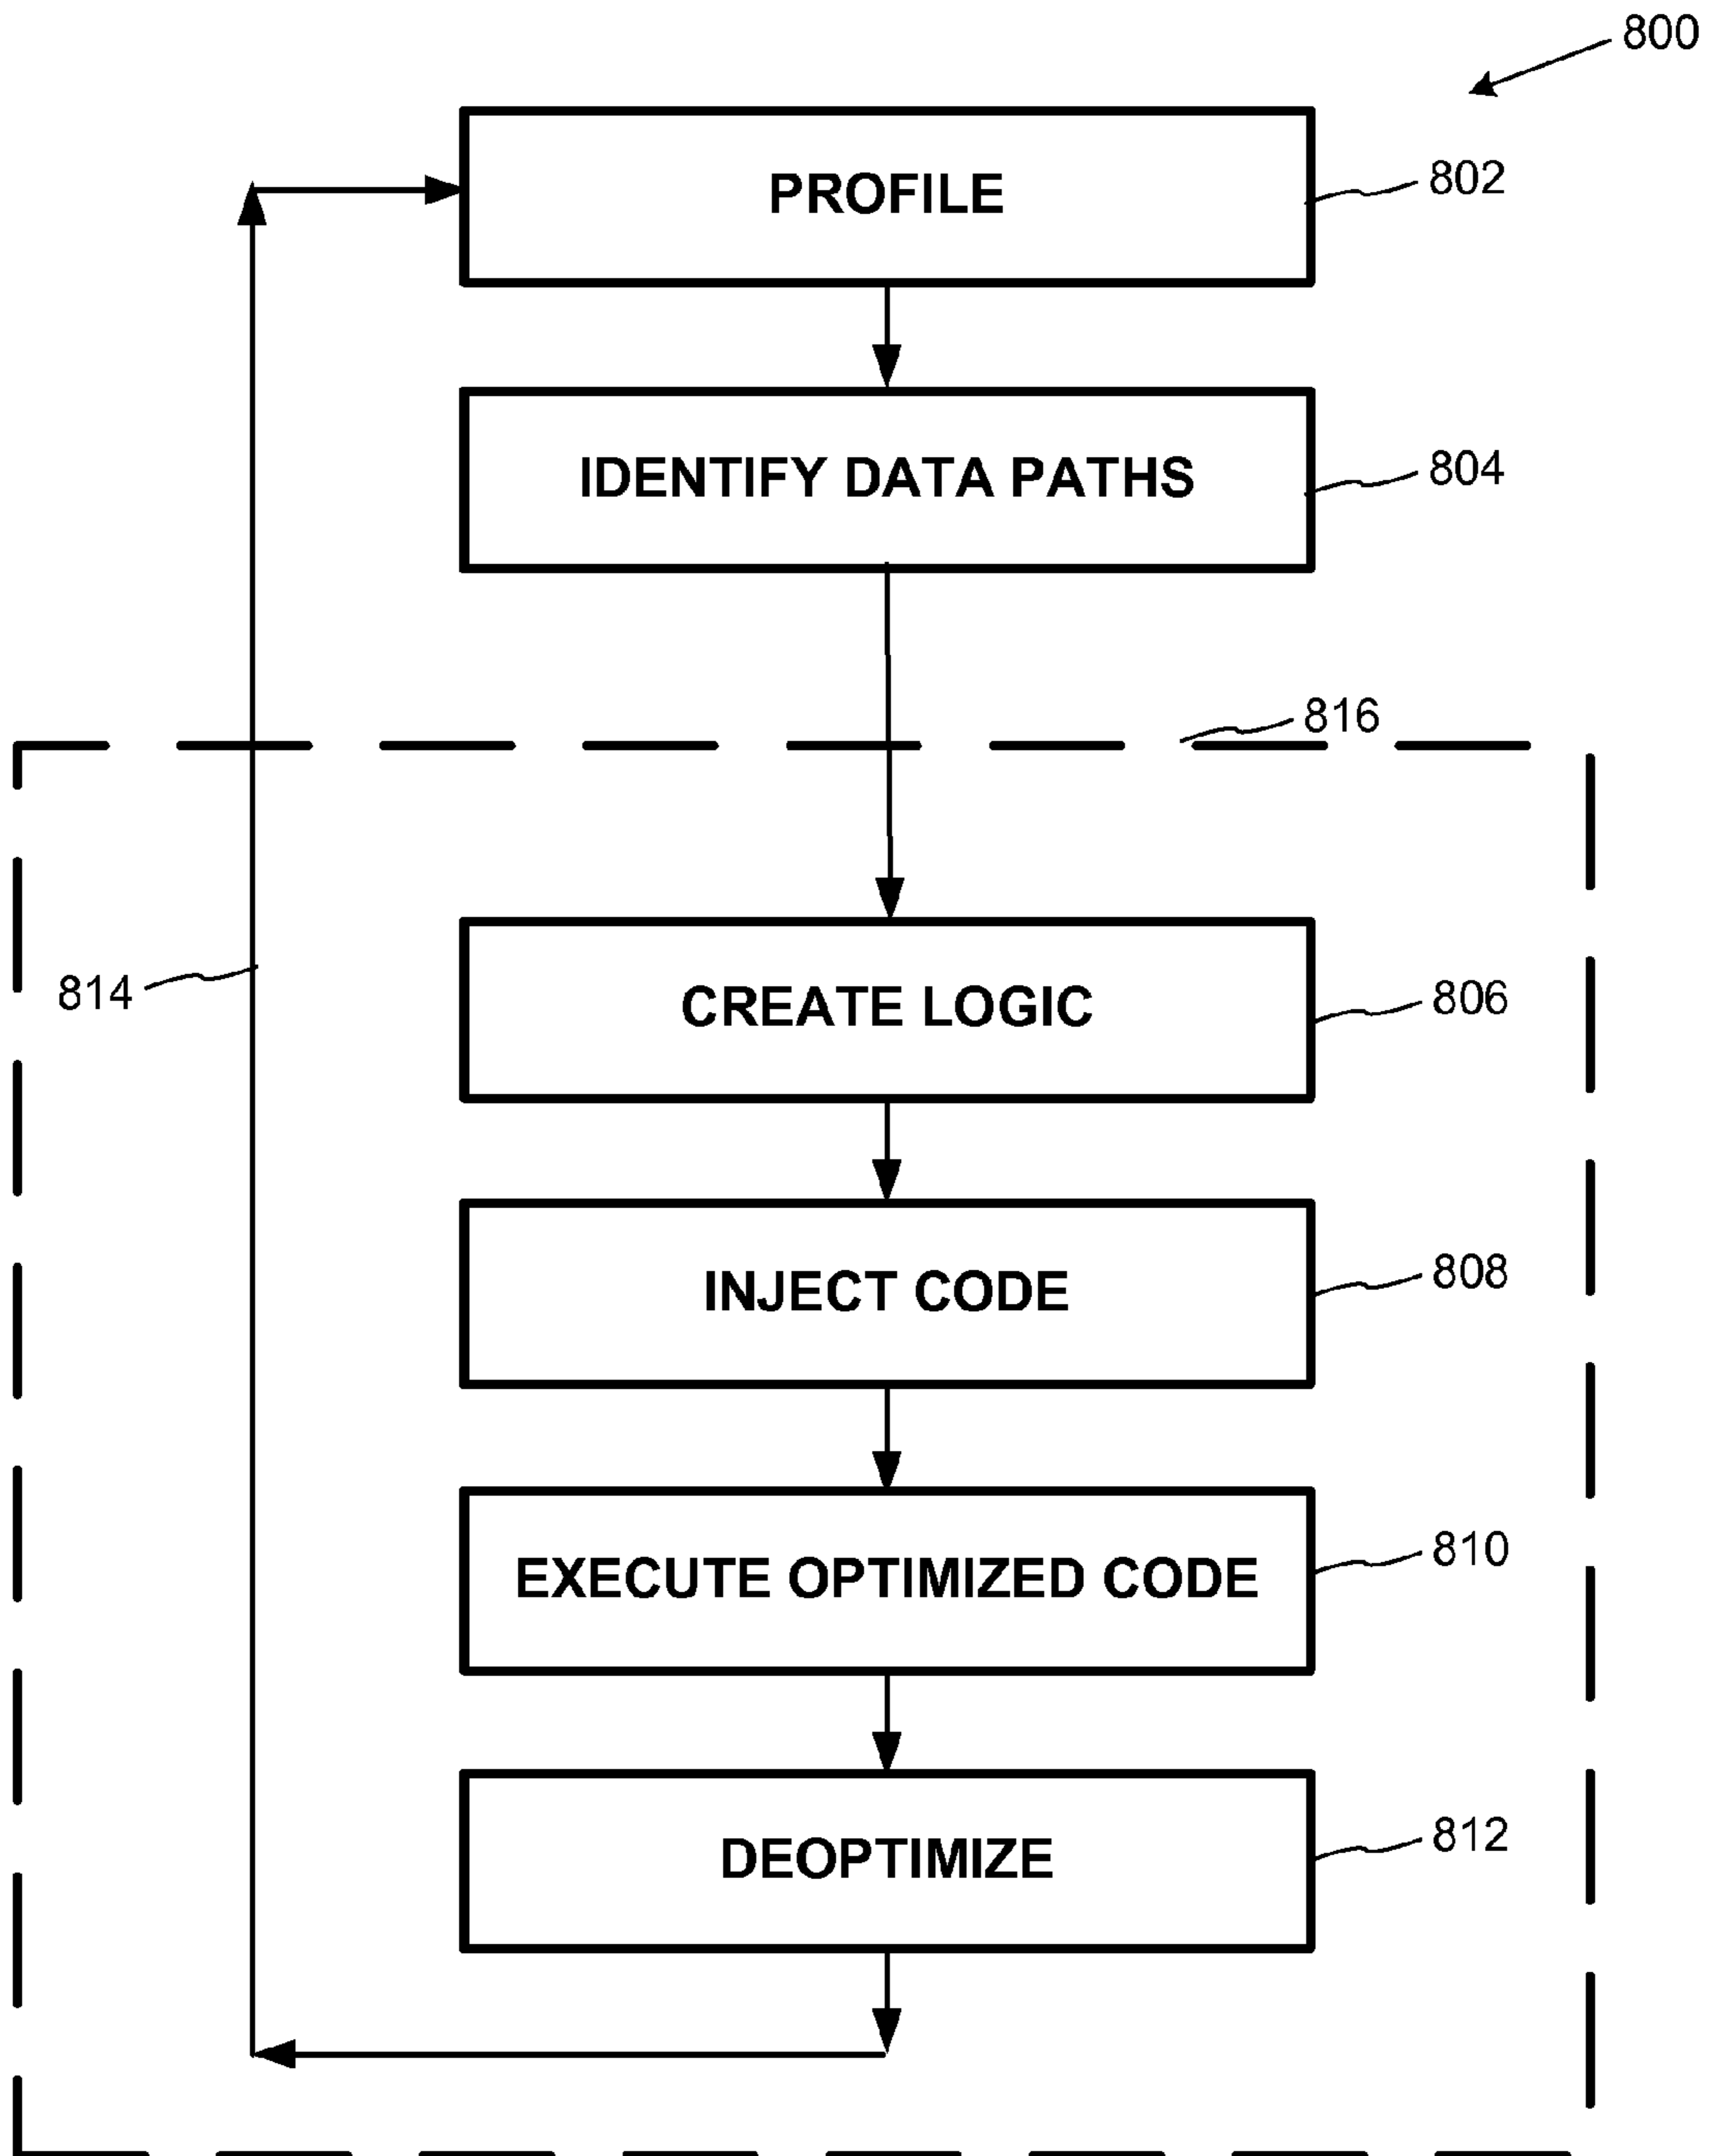 800
PROFILE
802
IDENTIFY DATA PATHS
804
816
CREATE LOGIC
806
814
INJECT CODE
808
EXECUTE OPTIMIZED CODE
810
DEOPTIMIZE
812